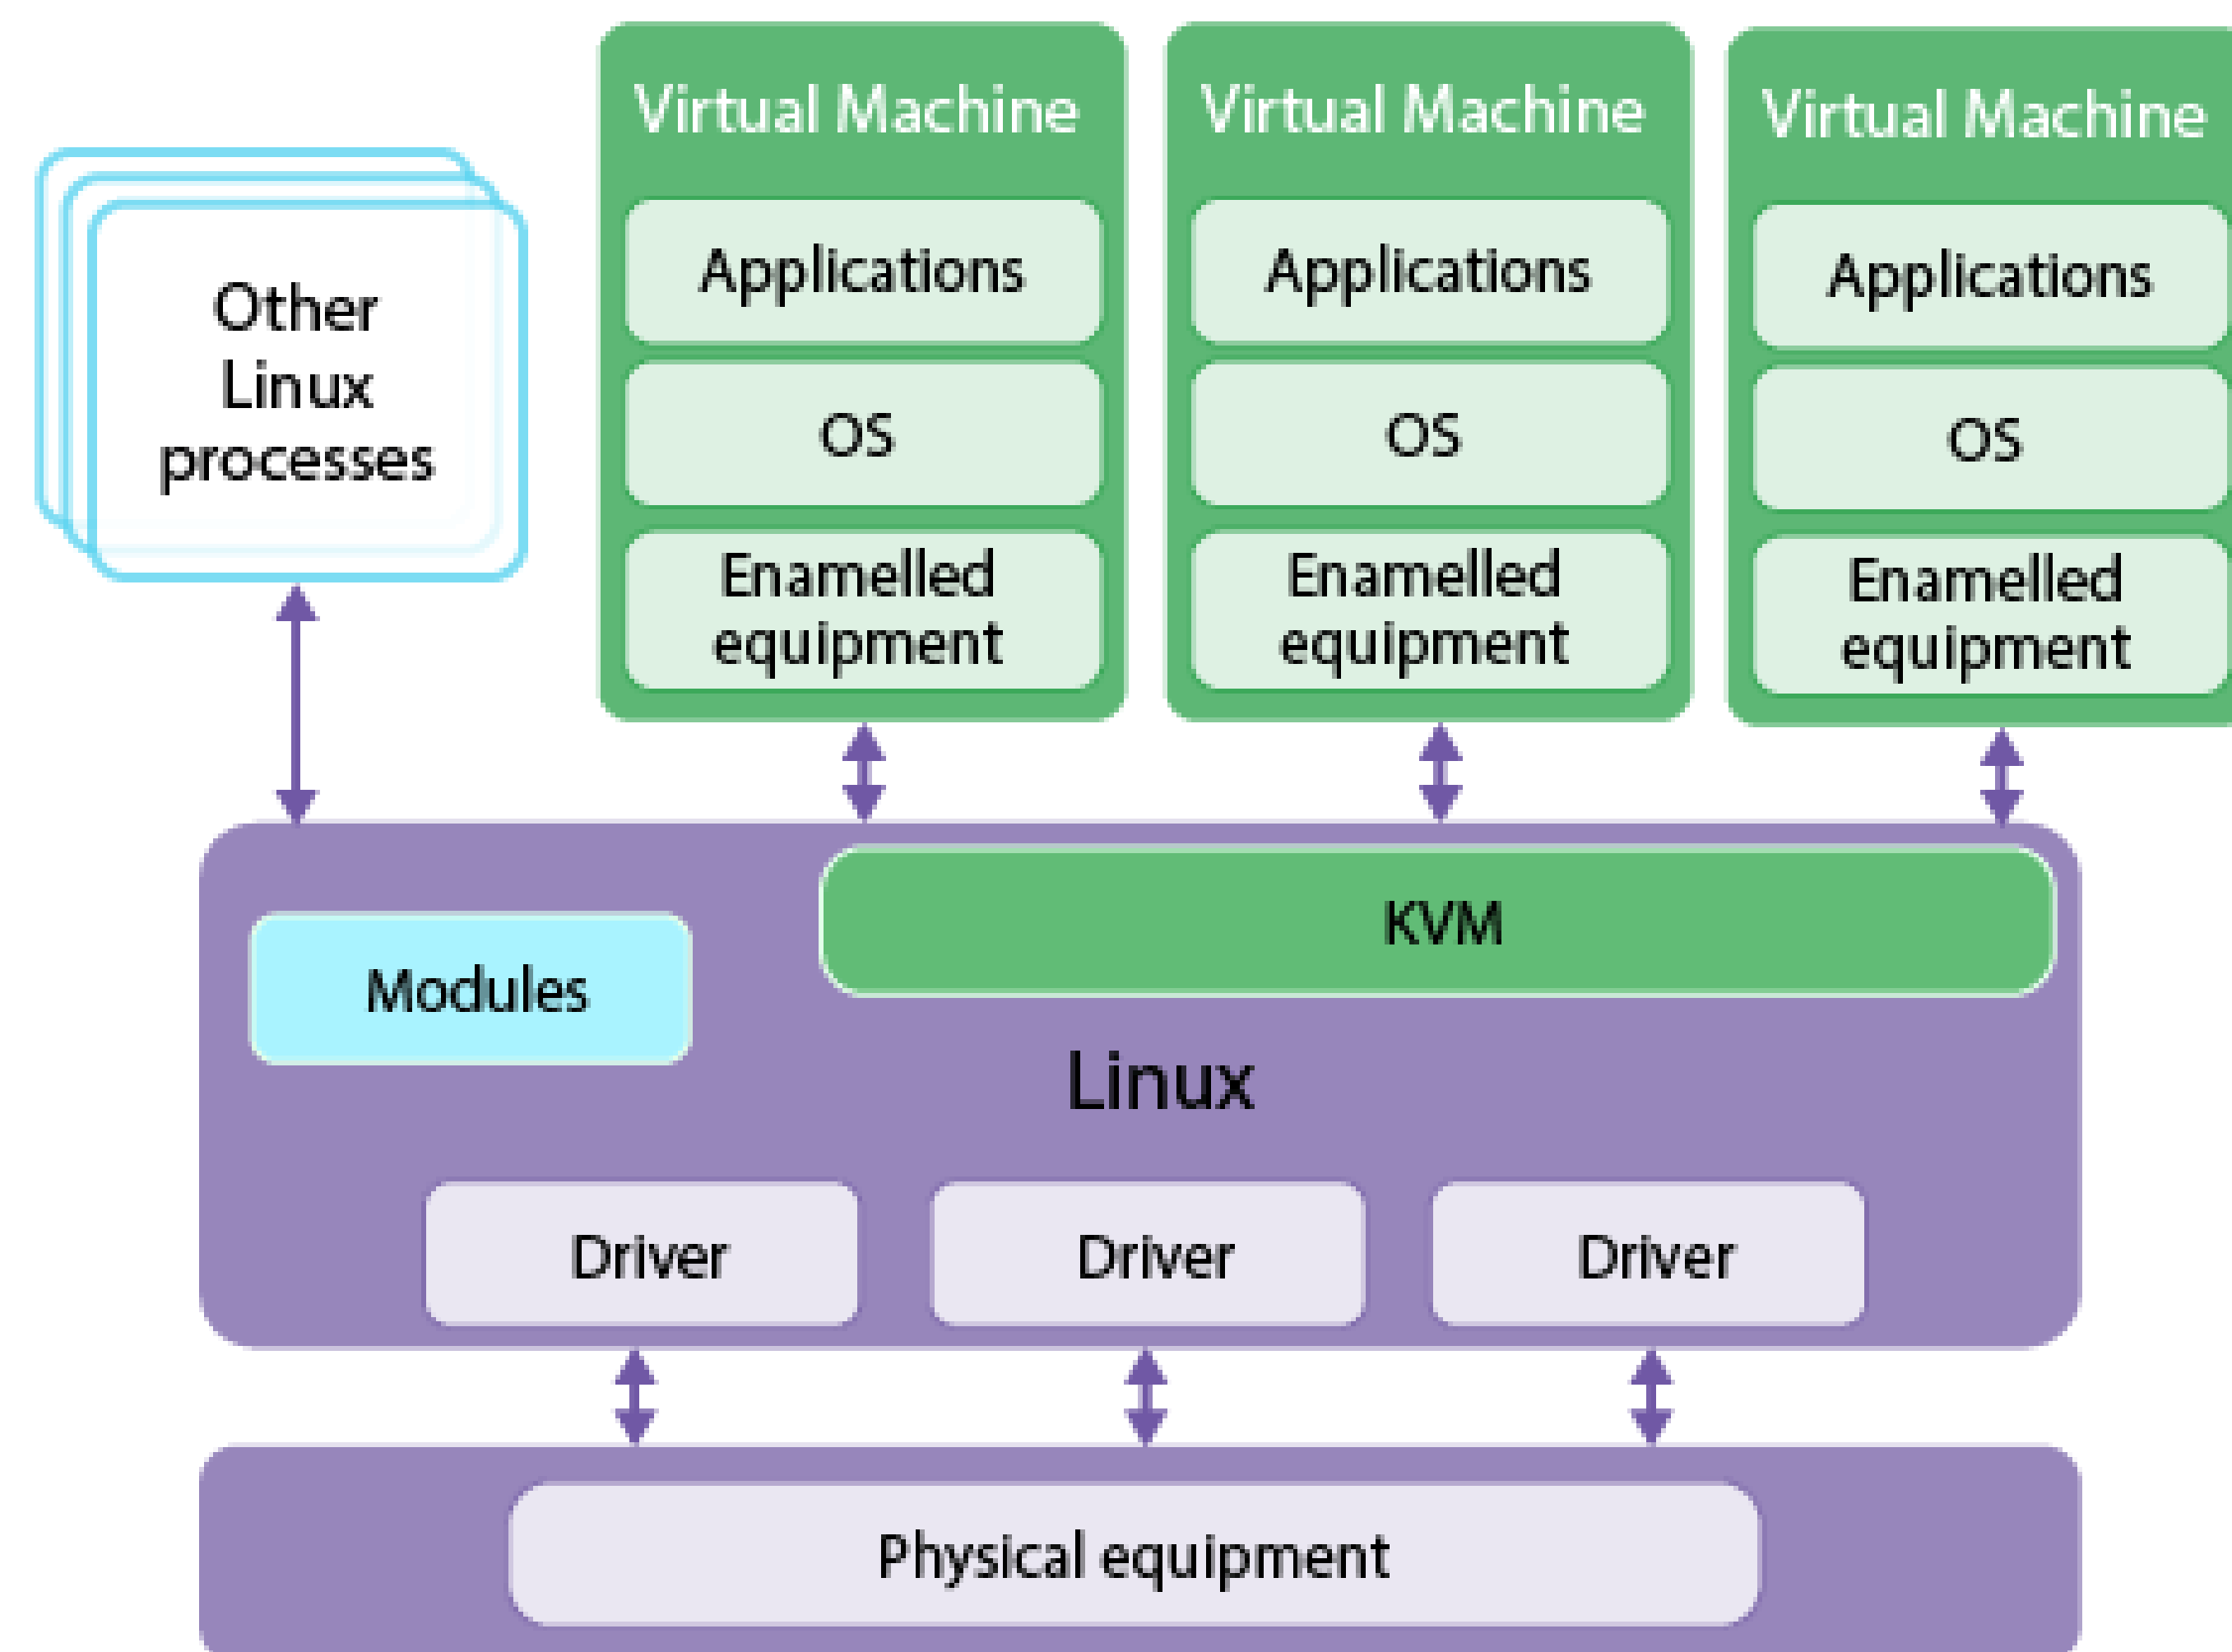 Virtual Machine
Virtual Machine
Virtual Machine
Other
Linux
processes
Applications
Applications
Applications
OS
OS
OS
Enamelled
equipment
Enamelled
equipment
Enamelled
equipment
KVM
Modules
Linux
Driver
Driver
Driver
Physical equipment